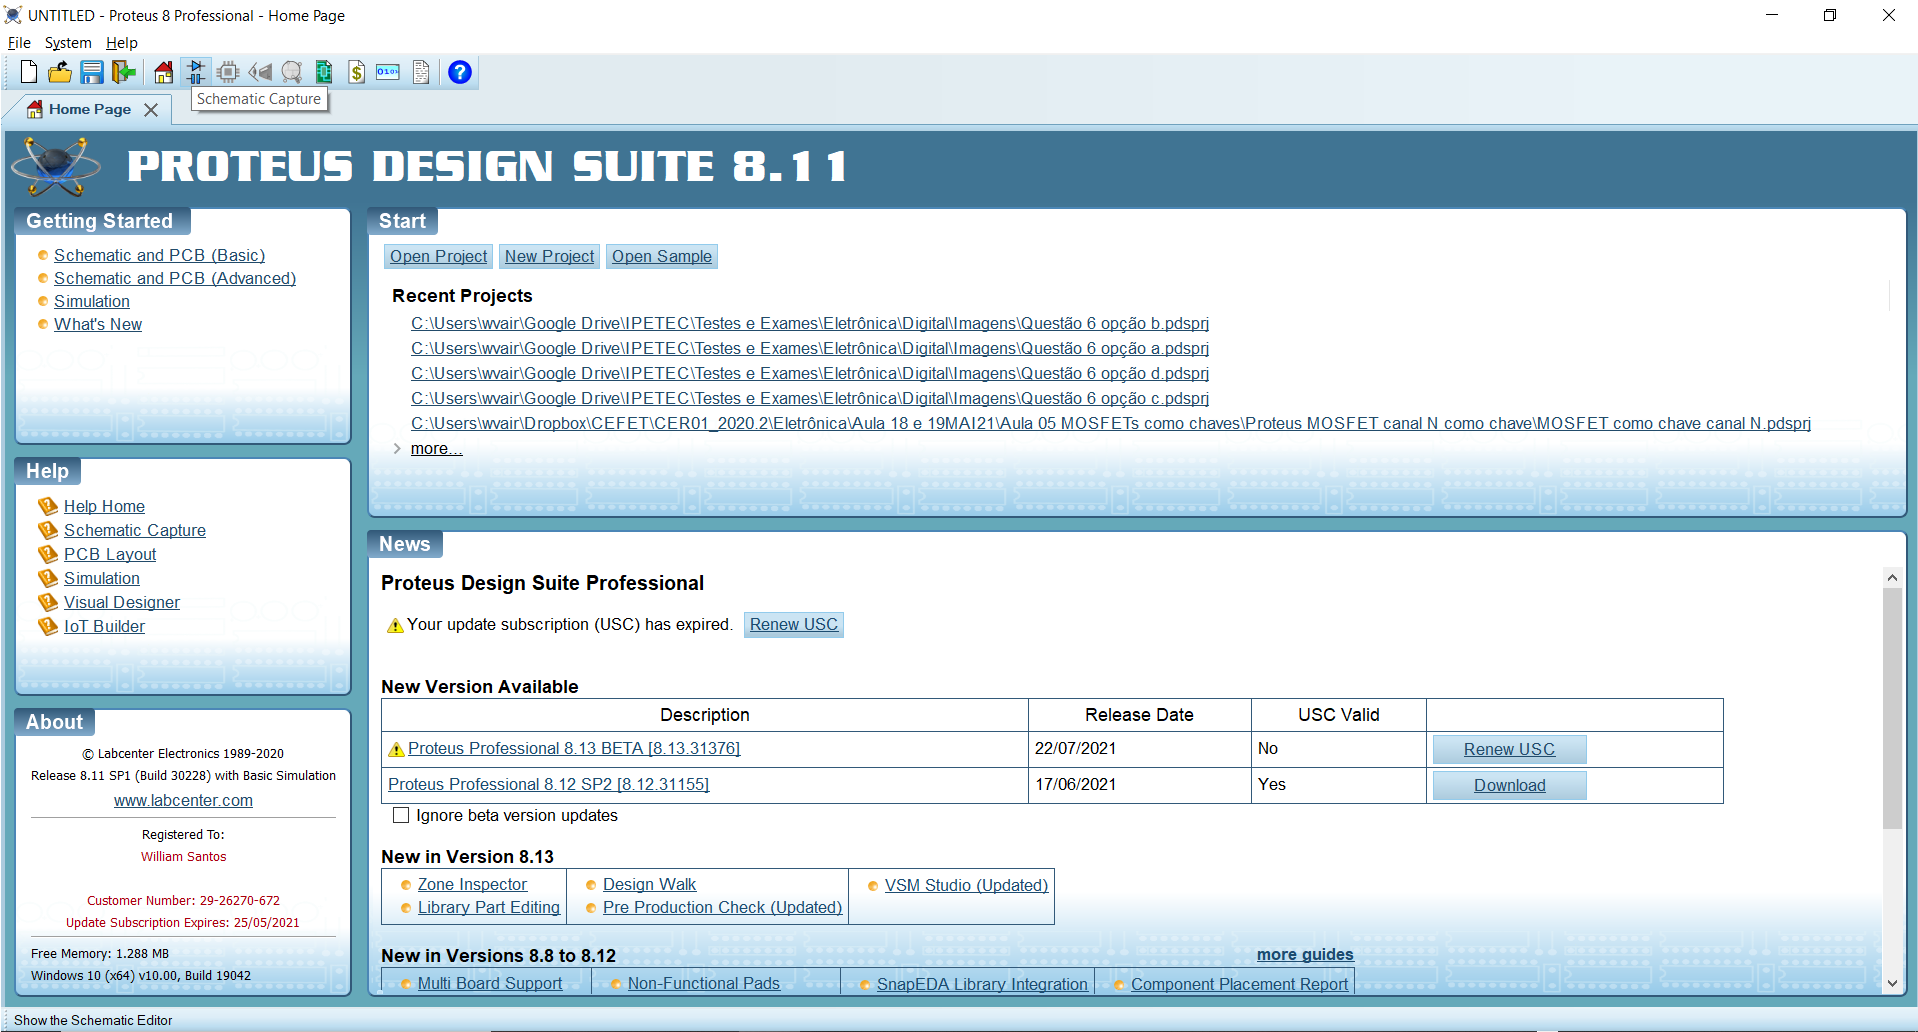 UNTITLED - Proteus 8 Professional - Home Page
File System Help
$ 010 ?
Schematic Capture
Home Page
PROTEUS DESIGN SUITE 8.11
Getting Started
Schematic and PCB (Basic)
Schematic and PCB (Advanced)
Simulation
What's New
Start
Open Project New Project Open Sample
Recent Projects
C:\Users\wvair\Google Drive\IPETEC\Testes e Exames\Eletrônica\Digital\Imagens\Questão 6 opção b.pdsprj
C:\Users\wvair\Google Drive\IPETEC\Testes e Exames\Eletrônica\Digital\Imagens\Questão 6 opção a.pdsprj
C:\Users\wvair\Google Drive\IPETEC\Testes e Exames\Eletrônica\Digital\Imagens\Questão 6 opção d.pdsprj
C:\Users\wvair\Google Drive\IPETEC\Testes e Exames\Eletrônica\Digital\Imagens\Questão 6 opção c.pdsprj
C:\Users\wvair\Dropbox\CEFET\CER01_2020.2\Eletrônica\Aula 18 e 19MAI21\Aula 05 MOSFETs como chaves\Proteus MOSFET canal N como chave\MOSFET como chave canal N.pdsprj
more...
Help
Help Home
Schematic Capture
PCB Layout
Simulation
Visual Designer
IoT Builder
News
Proteus Design Suite Professional
Your update subscription (USC) has expired. Renew USC
New Version Available
Description Release Date USC Valid
Proteus Professional 8.13 BETA [8.13.31376] 22/07/2021 No Renew USC
Proteus Professional 8.12 SP2 [8.12.31155] 17/06/2021 Yes Download
Ignore beta version updates
New in Version 8.13
Zone Inspector Design Walk VSM Studio (Updated)
Library Part Editing Pre Production Check (Updated)
New in Versions 8.8 to 8.12 more guides
Multi Board Support Non-Functional Pads SnapEDA Library Integration Component Placement Report
About
© Labcenter Electronics 1989-2020
Release 8.11 SP1 (Build 30228) with Basic Simulation
www.labcenter.com
Registered To:
William Santos
Customer Number: 29-26270-672
Update Subscription Expires: 25/05/2021
Free Memory: 1.288 MB
Windows 10 (x64) v10.00, Build 19042
Show the Schematic Editor